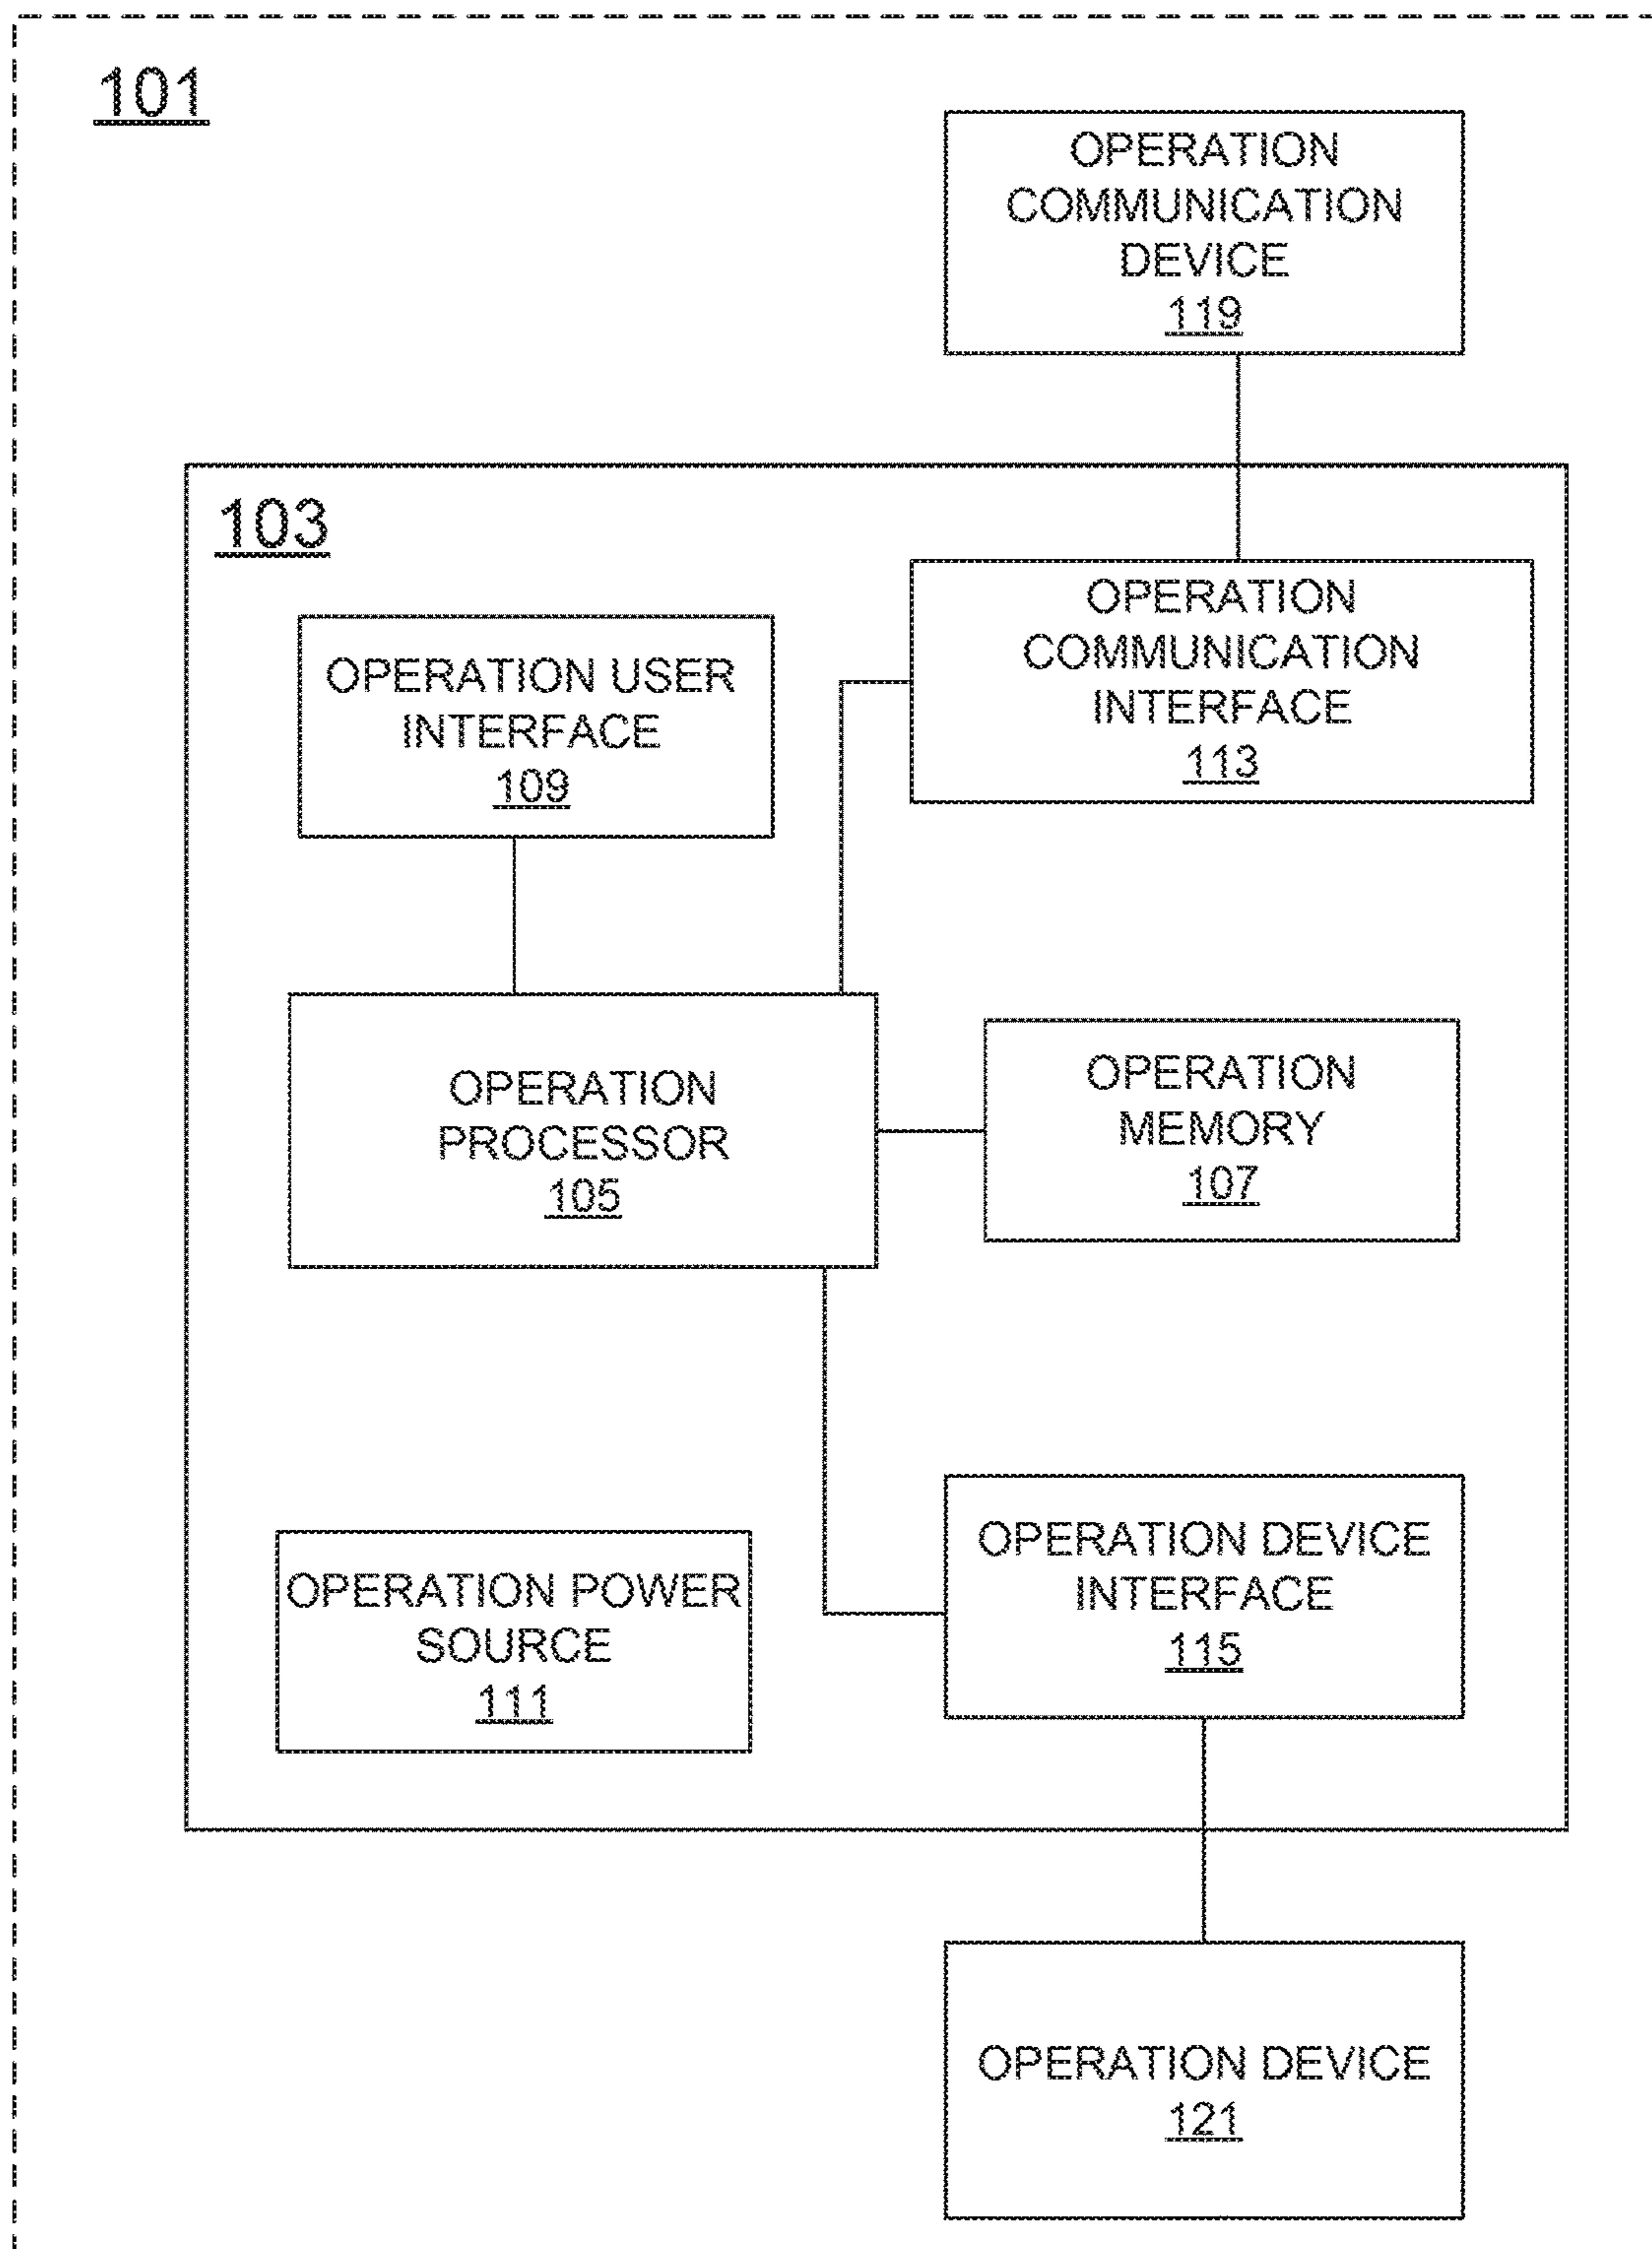 101
OPERATION
COMMUNICATION
DEVICE
119
103
OPERATION
COMMUNICATION
INTERFACE
113
OPERATION USER
INTERFACE
109
OPERATION
PROCESSOR
105
OPERATION
MEMORY
107
OPERATION DEVICE
INTERFACE
115
OPERATION POWER
SOURCE
111
OPERATION DEVICE
121